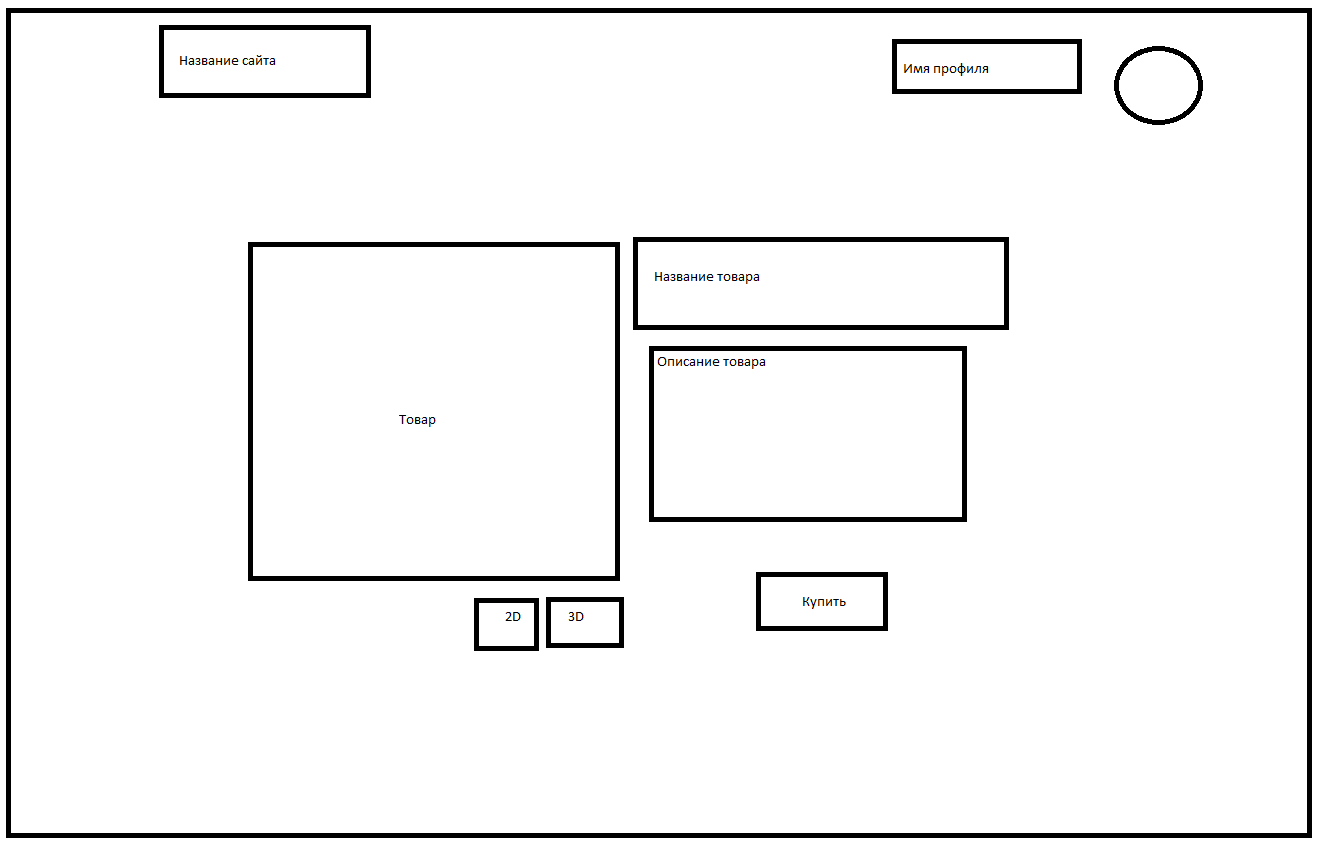 Название сайта
Имя профиля
Название товара
Описание товара
Товар
2D
3D
Купить